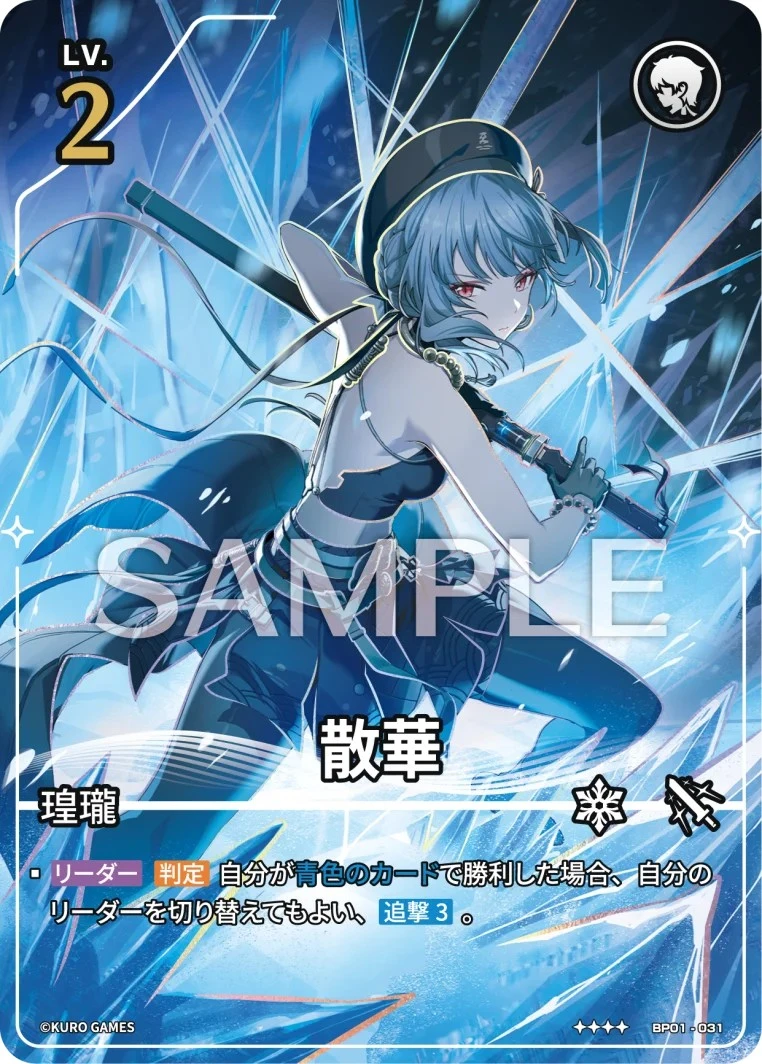 LV.
2
SAMPLE
散華
瑝瓏
リーダー 判定 自分が青色のカードで勝利した場合、自分の
リーダーを切り替えてもよい、 追撃 3 。
©KURO GAMES
BP01 - 031